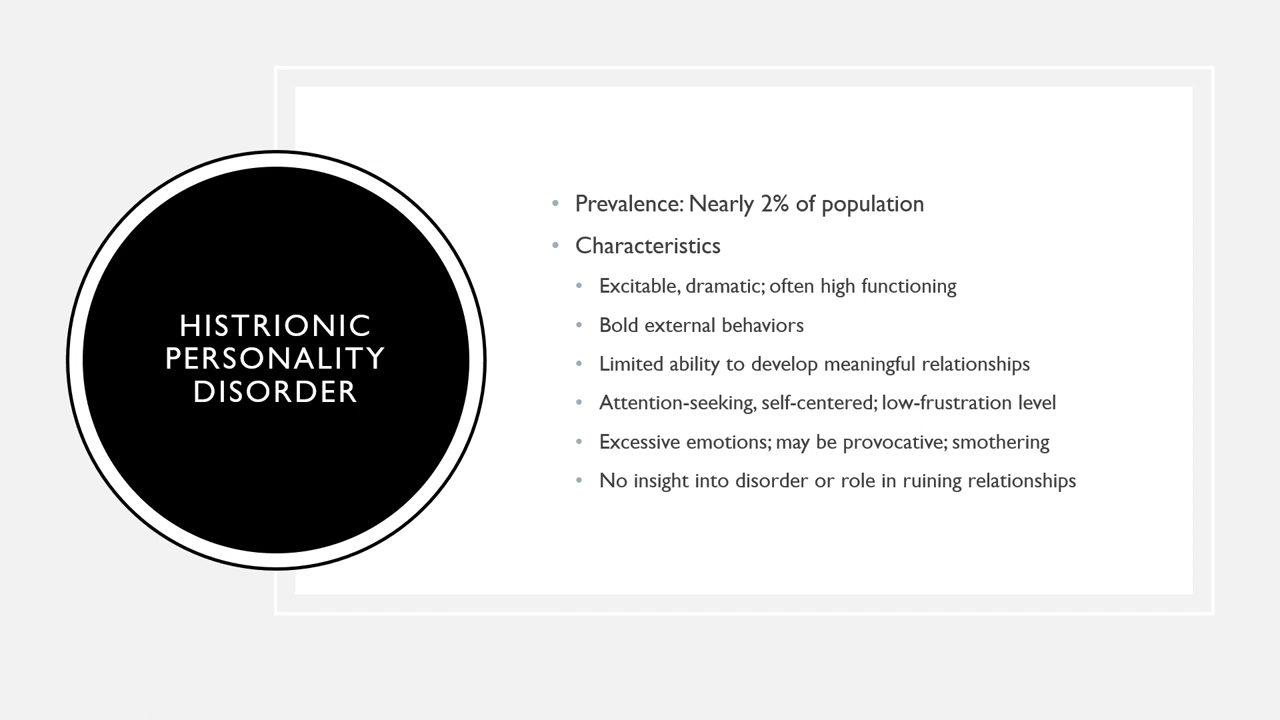 HISTRIONIC
PERSONALITY
DISORDER
• Prevalence: Nearly 2% of population
• Characteristics
• Excitable, dramatic; often high functioning
• Bold external behaviors
• Limited ability to develop meaningful relationships
• Attention-seeking, self-centered; low-frustration level
• Excessive emotions; may be provocative; smothering
• No insight into disorder or role in ruining relationships